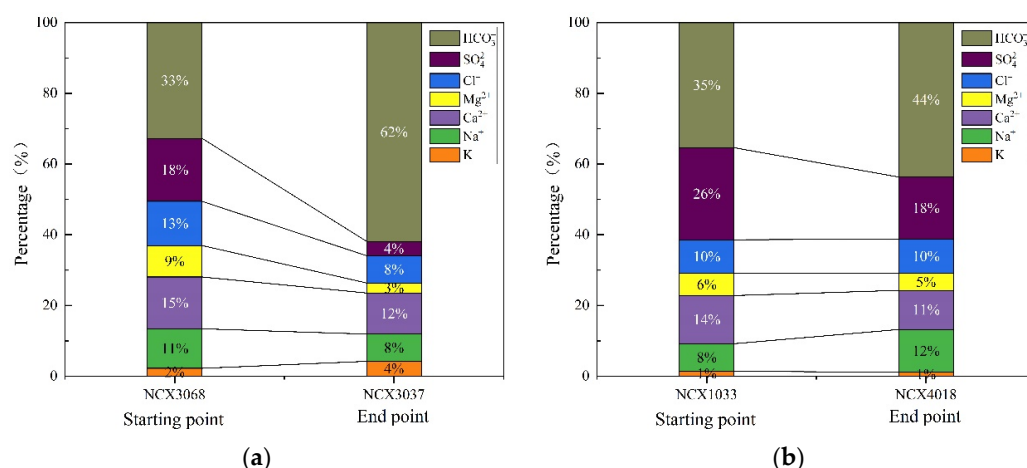 100
80
60
40
20
0
Percentage (%)
33%
18%
13%
9%
15%
11%
2%
62%
4%
8%
3%
12%
8%
4%
HCO₃⁻
SO₄²
Cl⁻
Mg²⁺
Ca²⁻
Na⁺
K
NCX3068
NCX3037
Starting point
End point
(a)
100
80
60
40
20
0
Percentage (%)
35%
26%
10%
6%
14%
8%
1%
44%
18%
10%
5%
11%
12%
1%
HCO₃⁻
SO₄²
Cl⁻
Mg²⁺
Ca²⁻
Na⁺
K
NCX1033
NCX4018
Starting point
End point
(b)